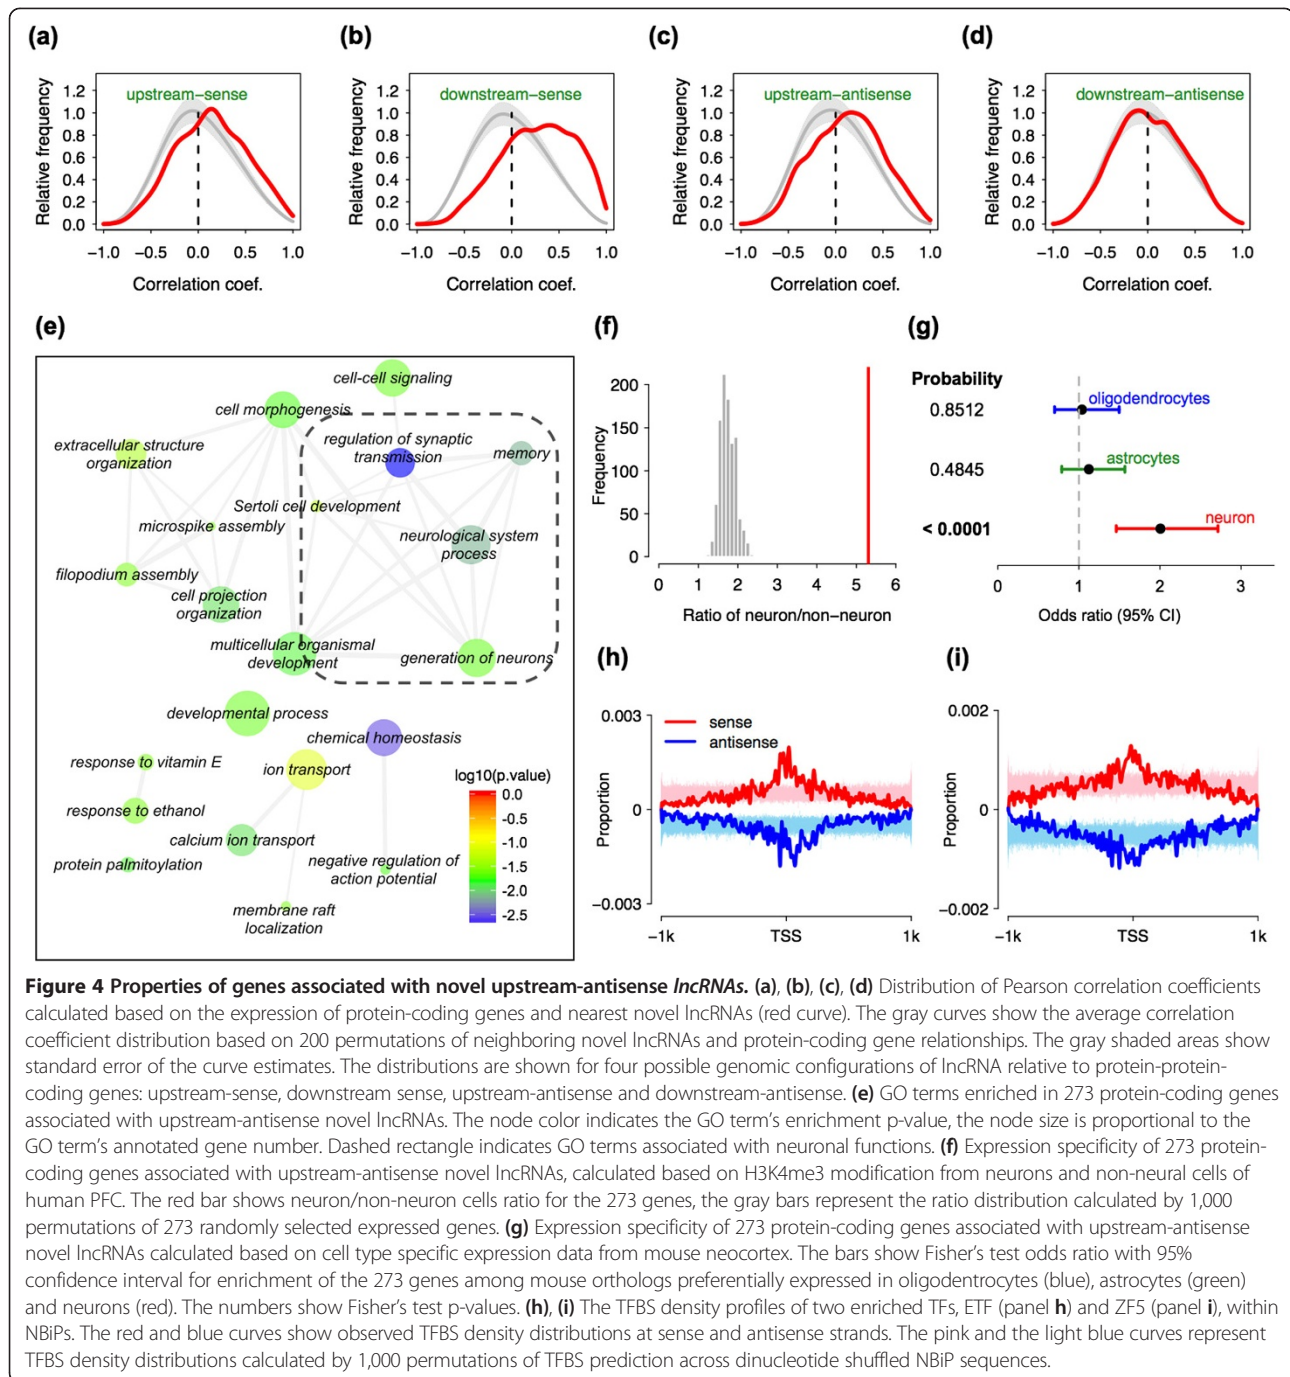 (a)
(b)
(c)
(d)
Relative frequency
1.2
1.0
0.8
0.6
0.4
0.2
0.0
upstream-sense
−1.0 −0.5 0.0 0.5 1.0
Correlation coef.
Relative frequency
1.2
1.0
0.8
0.6
0.4
0.2
0.0
downstream-sense
−1.0 −0.5 0.0 0.5 1.0
Correlation coef.
Relative frequency
1.2
1.0
0.8
0.6
0.4
0.2
0.0
upstream-antisense
−1.0 −0.5 0.0 0.5 1.0
Correlation coef.
Relative frequency
1.2
1.0
0.8
0.6
0.4
0.2
0.0
downstream-antisense
−1.0 −0.5 0.0 0.5 1.0
Correlation coef.
(e)
cell-cell signaling
cell morphogenesis
extracellular structure
organization
regulation of synaptic
transmission
memory
Sertoli cell development
microspike assembly
neurological system
process
filopodium assembly
cell projection
organization
multicellular organismal
development
generation of neurons
developmental process
chemical homeostasis
response to vitamin E
ion transport
response to ethanol
calcium ion transport
protein palmitoylation
negative regulation of
action potential
membrane raft
localization
log10(p.value)
0.0
-0.5
-1.0
-1.5
-2.0
-2.5
(f)
Frequency
200
150
100
50
0
0 1 2 3 4 5 6
Ratio of neuron/non−neuron
(g)
Probability
0.8512
oligodendrocytes
0.4845
astrocytes
< 0.0001
neuron
0 1 2 3
Odds ratio (95% CI)
(h)
Proportion
0.003
0
−0.003
sense
antisense
−1k TSS 1k
(i)
Proportion
0.002
0
−0.002
−1k TSS 1k
Figure 4 Properties of genes associated with novel upstream-antisense lncRNAs. (a), (b), (c), (d) Distribution of Pearson correlation coefficients
calculated based on the expression of protein-coding genes and nearest novel lncRNAs (red curve). The gray curves show the average correlation
coefficient distribution based on 200 permutations of neighboring novel lncRNAs and protein-coding gene relationships. The gray shaded areas show
standard error of the curve estimates. The distributions are shown for four possible genomic configurations of lncRNA relative to protein-protein-
coding genes: upstream-sense, downstream sense, upstream-antisense and downstream-antisense. (e) GO terms enriched in 273 protein-coding genes
associated with upstream-antisense novel lncRNAs. The node color indicates the GO term's enrichment p-value, the node size is proportional to the
GO term's annotated gene number. Dashed rectangle indicates GO terms associated with neuronal functions. (f) Expression specificity of 273 protein-
coding genes associated with upstream-antisense novel lncRNAs, calculated based on H3K4me3 modification from neurons and non-neural cells of
human PFC. The red bar shows neuron/non-neuron cells ratio for the 273 genes, the gray bars represent the ratio distribution calculated by 1,000
permutations of 273 randomly selected expressed genes. (g) Expression specificity of 273 protein-coding genes associated with upstream-antisense
novel lncRNAs calculated based on cell type specific expression data from mouse neocortex. The bars show Fisher's test odds ratio with 95%
confidence interval for enrichment of the 273 genes among mouse orthologs preferentially expressed in oligodentrocytes (blue), astrocytes (green)
and neurons (red). The numbers show Fisher's test p-values. (h), (i) The TFBS density profiles of two enriched TFs, ETF (panel h) and ZF5 (panel i), within
NBiPs. The red and blue curves show observed TFBS density distributions at sense and antisense strands. The pink and the light blue curves represent
TFBS density distributions calculated by 1,000 permutations of TFBS prediction across dinucleotide shuffled NBiP sequences.